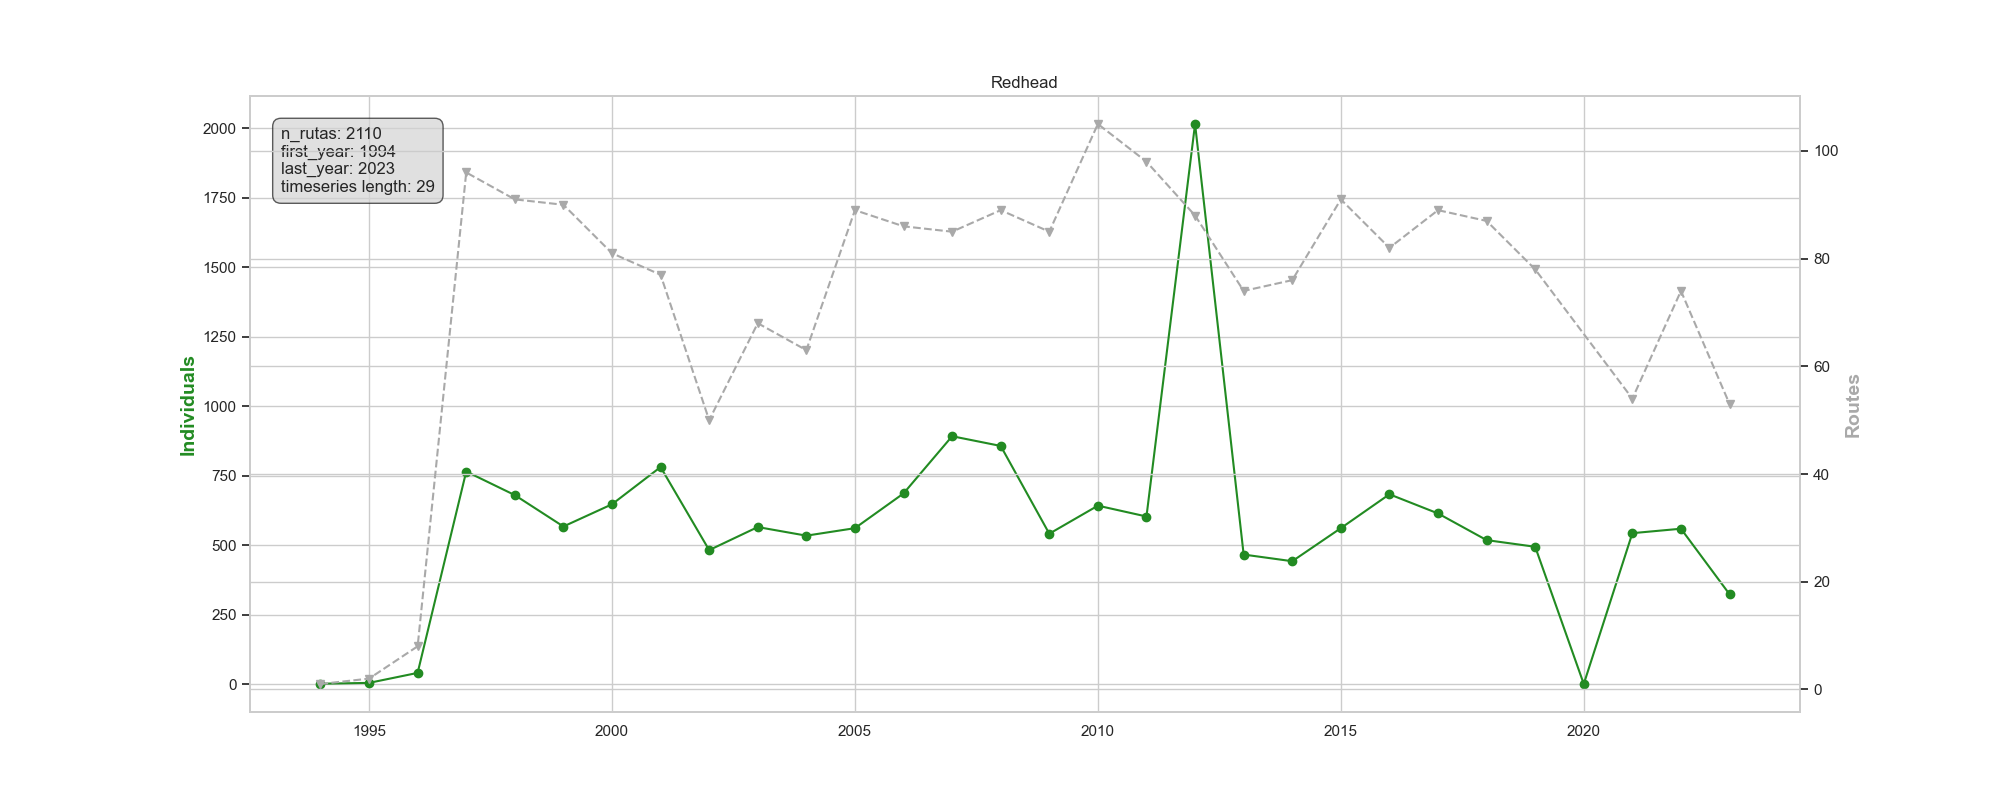 Redhead
n_rutas: 2110
first_year: 1994
last_year: 2023
timeseries length: 29
Individuals
2000
1750
1500
1250
1000
750
500
250
0
100
80
60
40
20
0
Routes
1995 2000 2005 2010 2015 2020